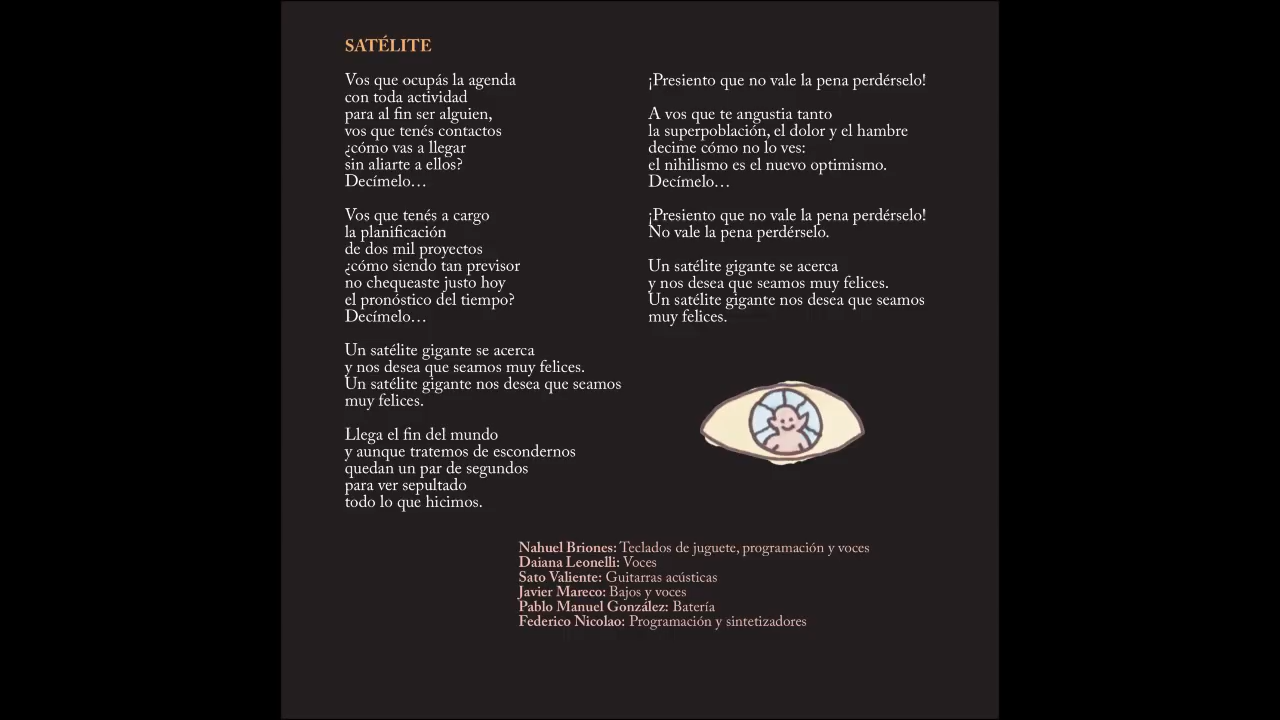 SATÉLITE
Vos que ocupás la agenda
con toda actividad
para al fin ser alguien,
vos que tenés contactos
¿cómo vas a llegar
sin aliarte a ellos?
Decímelo…
Vos que tenés a cargo
la planificación
de dos mil proyectos
¿cómo siendo tan previsor
no chequeaste justo hoy
el pronóstico del tiempo?
Decímelo…
Un satélite gigante se acerca
y nos desea que seamos muy felices.
Un satélite gigante nos desea que seamos
muy felices.
Llega el fin del mundo
y aunque tratemos de escondernos
quedan un par de segundos
para ver sepultado
todo lo que hicimos.
¡Presiento que no vale la pena perdérselo!
A vos que te angustia tanto
la superpoblación, el dolor y el hambre
decime cómo no lo ves:
el nihilismo es el nuevo optimismo.
Decímelo…
¡Presiento que no vale la pena perdérselo!
No vale la pena perdérselo.
Un satélite gigante se acerca
y nos desea que seamos muy felices.
Un satélite gigante nos desea que seamos
muy felices.
Nahuel Briones: Teclados de juguete, programación y voces
Daiana Leonelli: Voces
Sato Valiente: Guitarras acústicas
Javier Mareco: Bajos y voces
Pablo Manuel González: Batería
Federico Nicolao: Programación y sintetizadores